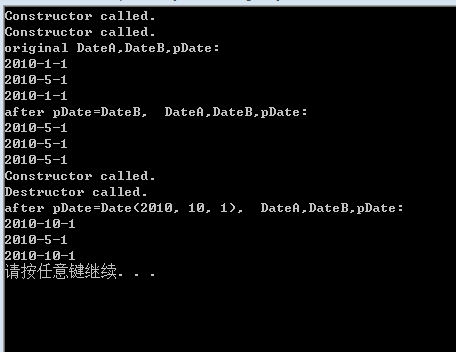 Constructor called.
Constructor called.
original DateA,DateB,pDate:
2010-1-1
2010-5-1
2010-1-1
after pDate=DateB,  DateA,DateB,pDate:
2010-5-1
2010-5-1
2010-5-1
Constructor called.
Destructor called.
after pDate=Date(2010, 10, 1),  DateA,DateB,pDate:
2010-10-1
2010-5-1
2010-10-1
请按任意键继续. . .